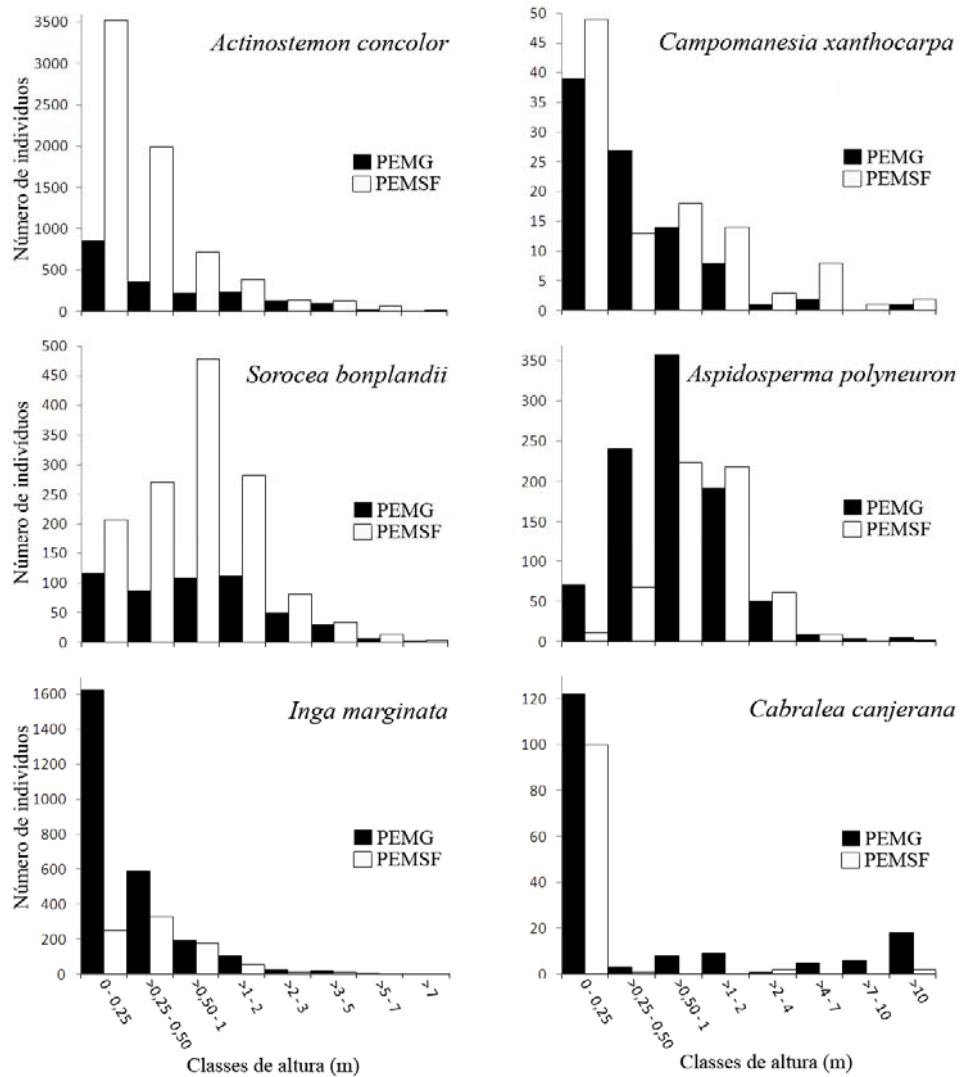 Actinostemon concolor
Número de indivíduos
3500
3000
2500
2000
1500
1000
500
0
PEMG
PEMSF
Campomanesia xanthocarpa
50
45
40
35
30
25
20
15
10
5
0
PEMG
PEMSF
Sorocea bonplandii
Número de indivíduos
500
450
400
350
300
250
200
150
100
50
0
PEMG
PEMSF
Aspidosperma polyneuron
350
300
250
200
150
100
50
0
PEMG
PEMSF
Inga marginata
Número de indivíduos
1600
1400
1200
1000
800
600
400
200
0
PEMG
PEMSF
0 - 0,25
>0,25 - 0,50
>0,50 - 1
>1 - 2
>2 - 3
>3 - 5
>5 - 7
>7
Classes de altura (m)
Cabralea canjerana
120
100
80
60
40
20
0
PEMG
PEMSF
0 - 0,25
>0,25 - 0,50
>0,50 - 1
>1 - 2
>2 - 4
>4 - 7
>7 - 10
>10
Classes de altura (m)